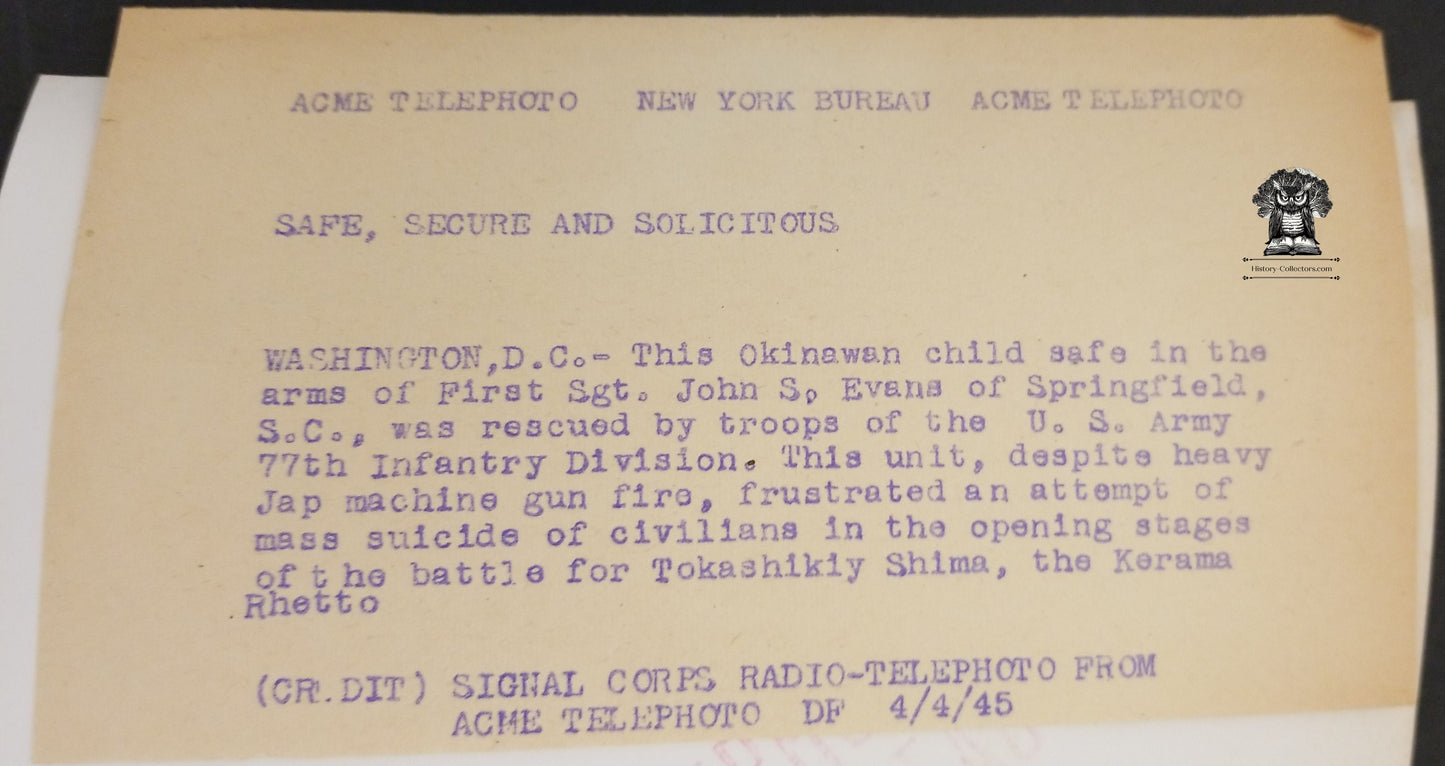 ACME TELEPHOTO NEW YORK BUREAU ACME TELEPHOTO
SAFE, SECURE AND SOLICITOUS
History-Collectors.com
WASHINGTON,D.C.- This Okinawan child safe in the
arms of First Sgt. John S. Evans of Springfield,
S.C., was rescued by troops of the U. S. Army
77th Infantry Division. This unit, despite heavy
Jap machine gun fire, frustrated an attempt of
mass suicide of civilians in the opening stages
of t he battle for Tokashikiy Shima, the Kerama
Rhetto
(CR.DIT) SIGNAL CORPS RADIO-TELEPHOTO FROM
ACME TELEPHOTO DF 4/4/45